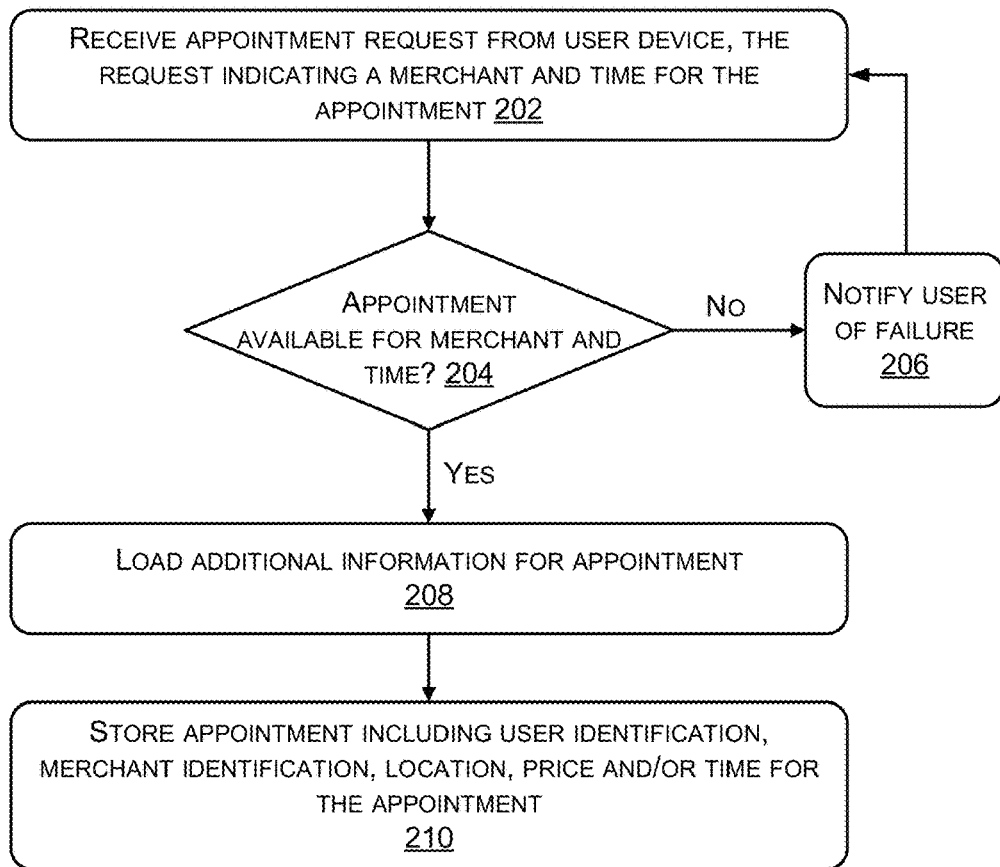 RECEIVE APPOINTMENT REQUEST FROM USER DEVICE, THE
REQUEST INDICATING A MERCHANT AND TIME FOR THE
APPOINTMENT 202
APPOINTMENT
AVAILABLE FOR MERCHANT AND
TIME? 204
NO
NOTIFY USER
OF FAILURE
206
YES
LOAD ADDITIONAL INFORMATION FOR APPOINTMENT
208
STORE APPOINTMENT INCLUDING USER IDENTIFICATION,
MERCHANT IDENTIFICATION, LOCATION, PRICE AND/OR TIME FOR
THE APPOINTMENT
210